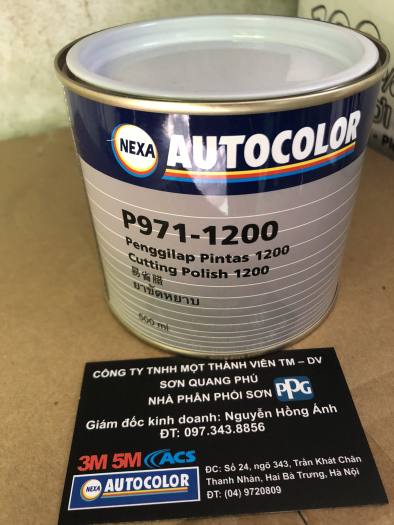 NEXA AUTOCOLOR
P971-1200
Penggilap Pintas 1200
Cutting Polish 1200
易省腊
ยาขัดหยาบ
500 ml
CÔNG TY TNHH MỘT THÀNH VIÊN TM – DV
SƠN QUANG PHÚ
NHÀ PHÂN PHỐI SƠN PPG
Giám đốc kinh doanh: Nguyễn Hồng Ánh
ĐT: 097.343.8856
3M 5M ACS
NEXA AUTOCOLOR
ĐC: Số 24, ngõ 343, Trần Khát Chân
Thanh Nhàn, Hai Bà Trưng, Hà Nội
ĐT: (04) 9720809